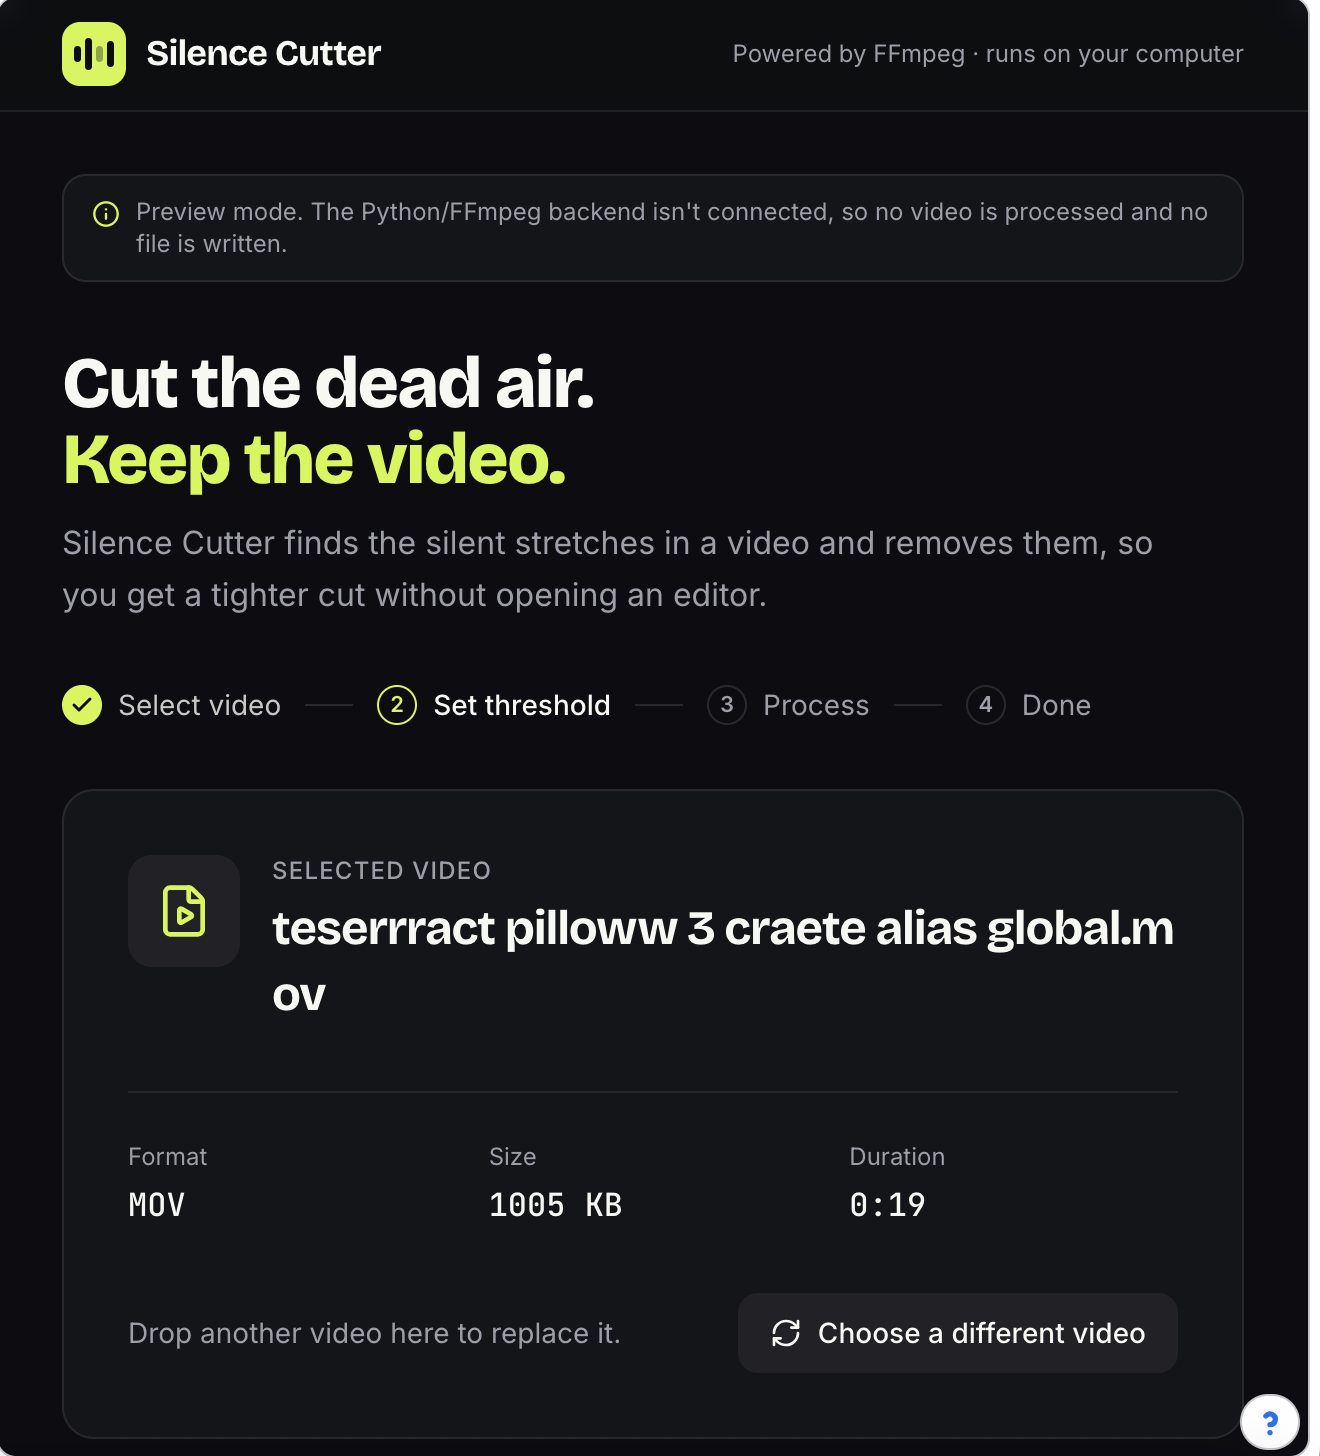 Silence Cutter
Powered by FFmpeg · runs on your computer
Preview mode. The Python/FFmpeg backend isn't connected, so no video is processed and no
file is written.
Cut the dead air.
Keep the video.
Silence Cutter finds the silent stretches in a video and removes them, so
you get a tighter cut without opening an editor.
Select video
2 Set threshold
3 Process
4 Done
SELECTED VIDEO
teserrract pilloww 3 craete alias global.m
ov
Format
Size
Duration
MOV
1005 KB
0:19
Drop another video here to replace it.
Choose a different video
?